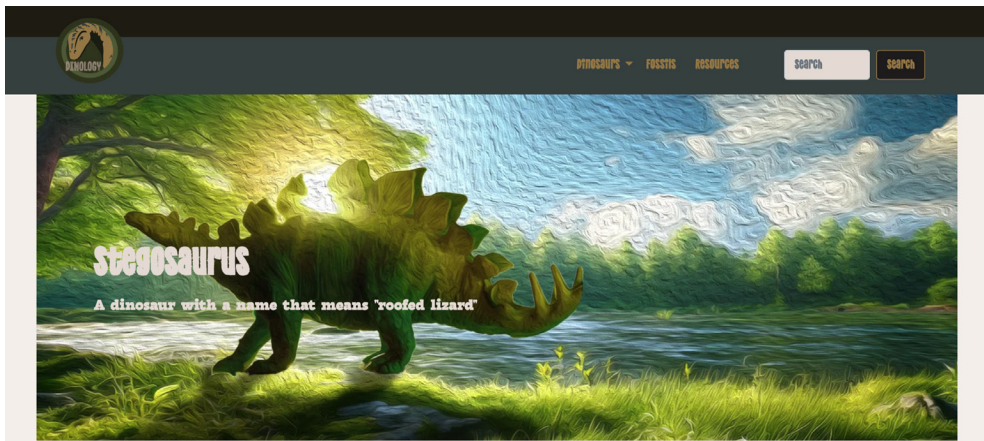 DINOLOGY
Dinosaurs Fossils Resources Search Search
Stegosaurus
A dinosaur with a name that means "roofed lizard"